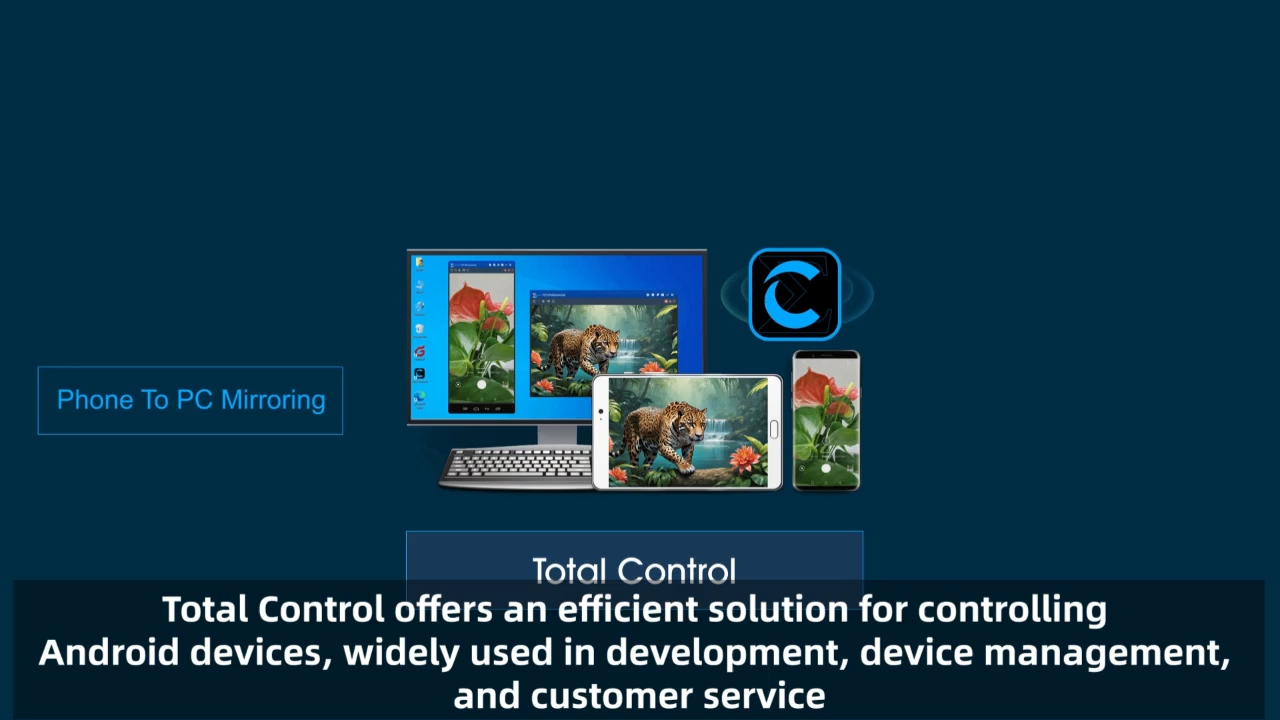 Phone To PC Mirroring
Total Control
Total Control offers an efficient solution for controlling
Android devices, widely used in development, device management,
and customer service